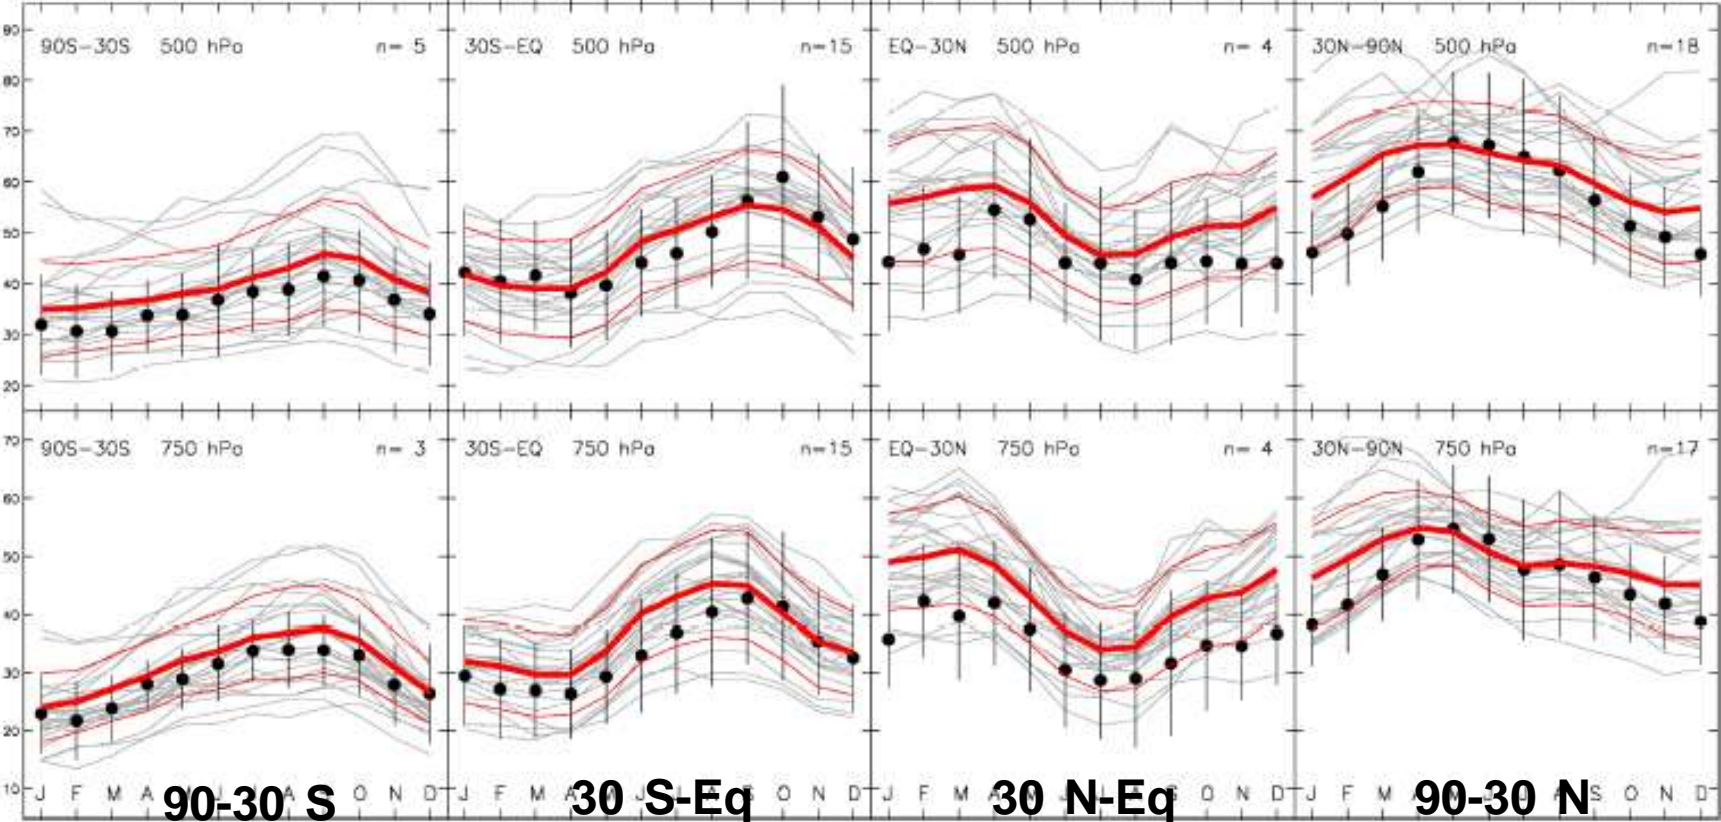 90S-30S 500 hPa n= 5
30S-EQ 500 hPa n=15
EQ-30N 500 hPa n= 4
30N-90N 500 hPa n=18
90
80
70
60
50
40
30
20
90S-30S 750 hPa n= 3
30S-EQ 750 hPa n=15
EQ-30N 750 hPa n= 4
30N-90N 750 hPa n=17
70
60
50
40
30
20
10
J F M A O N D
J F M A O N D
J F M O N D
J F M S O N D
90-30 S
30 S-Eq
30 N-Eq
90-30 N